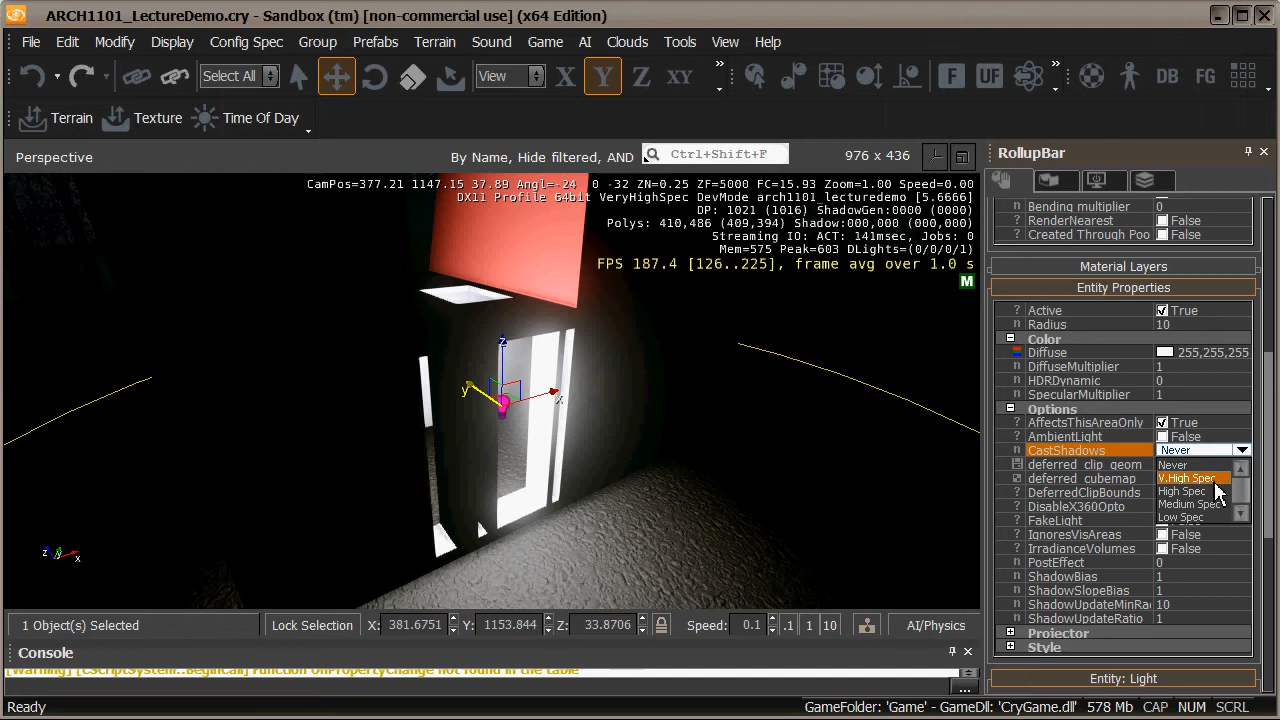 ARCH1101_LectureDemo.cry - Sandbox (tm) [non-commercial use] (x64 Edition)
File Edit Modify Display Config Spec Group Prefabs Terrain Sound Game AI Clouds Tools View Help
Select All View X Y Z XY » F UF » DB FG
Terrain Texture Time Of Day
Perspective By Name, Hide filtered, AND Ctrl+Shift+F 976 x 436
RollupBar
CamPos=377.21 1147.15 37.89 Angl=-24 0 -32 ZN=0.25 ZF=5000 FC=15.93 Zoom=1.00 Speed=0.00
DX11 Profile 64bit VeryHighSpec DevMode arch1101_lecturedemo [5.6666]
DP: 1021 (1016) ShadowGen:0000 (0000)
Polys: 410,486 (409,394) Shadow:000,000 (000,000)
Streaming IO: ACT: 141msec, Jobs: 0
Mem=575 Peak=603 DLights=(0/0/0/1)
FPS 187.4 [126..225], frame avg over 1.0 s
M
z
y
x
z y x
? Bending multiplier 0
? RenderNearest False
? Created Through Poo False
Material Layers
Entity Properties
? Active True
n Radius 10
Color
Diffuse 255,255,255
n DiffuseMultiplier 1
n HDRDynamic 0
n SpecularMultiplier 1
Options
? AffectsThisAreaOnly True
? AmbientLight False
n CastShadows Never
deferred_clip_geom Never
deferred_cubemap V.High Spec
? DeferredClipBounds High Spec
? DisableX360Opto Medium Spec
? FakeLight Low Spec
? IgnoresVisAreas False
? IrradianceVolumes False
n PostEffect 0
n ShadowBias 1
n ShadowSlopeBias 1
n ShadowUpdateMinRa 10
n ShadowUpdateRatio 1
Projector
Style
Entity: Light
1 Object(s) Selected Lock Selection X: 381.6751 Y: 1153.844 Z: 33.8706 Speed: 0.1 .1 1 10 AI/Physics
Console
[Warning] [CScriptSystem::BeginCall] Function OnPropertyChange not found in the table
...
Ready GameFolder: 'Game' - GameDll: 'CryGame.dll' 578 Mb CAP NUM SCRL